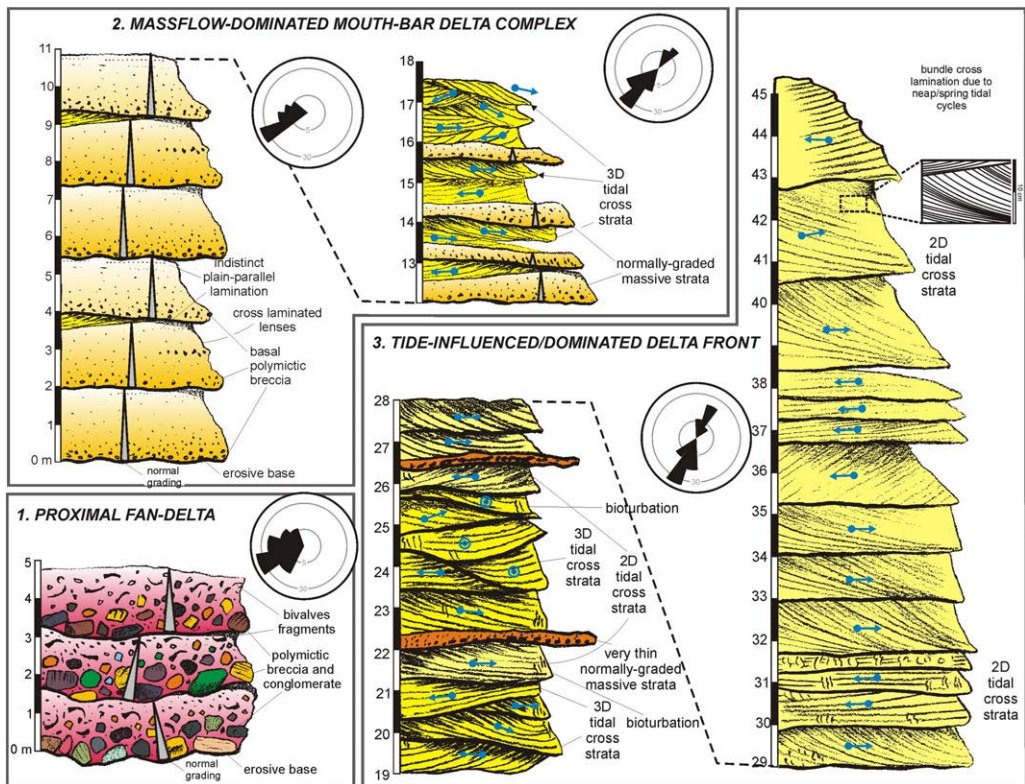 2. MASSFLOW-DOMINATED MOUTH-BAR DELTA COMPLEX
11
10
9
8
7
6
5
4
3
2
1
0 m
5
30
indistinct
plain-parallel
lamination
cross laminated
lenses
basal
polymictic
breccia
normal
grading
erosive base
18
17
16
15
14
13
5
30
3D
tidal
cross
strata
normally-graded
massive strata
1. PROXIMAL FAN-DELTA
5
4
3
2
1
0 m
5
30
bivalves
fragments
polymictic
breccia and
conglomerate
normal
grading
erosive base
3. TIDE-INFLUENCED/DOMINATED DELTA FRONT
28
27
26
25
24
23
22
21
20
19
30
bioturbation
3D
tidal
cross
strata
2D
tidal
cross
strata
very thin
normally-graded
massive strata
bioturbation
3D
tidal
cross
strata
45
44
43
42
41
40
39
38
37
36
35
34
33
32
31
30
29
bundle cross
lamination due to
neap/spring tidal
cycles
10 cm
2D
tidal
cross
strata
2D
tidal
cross
strata